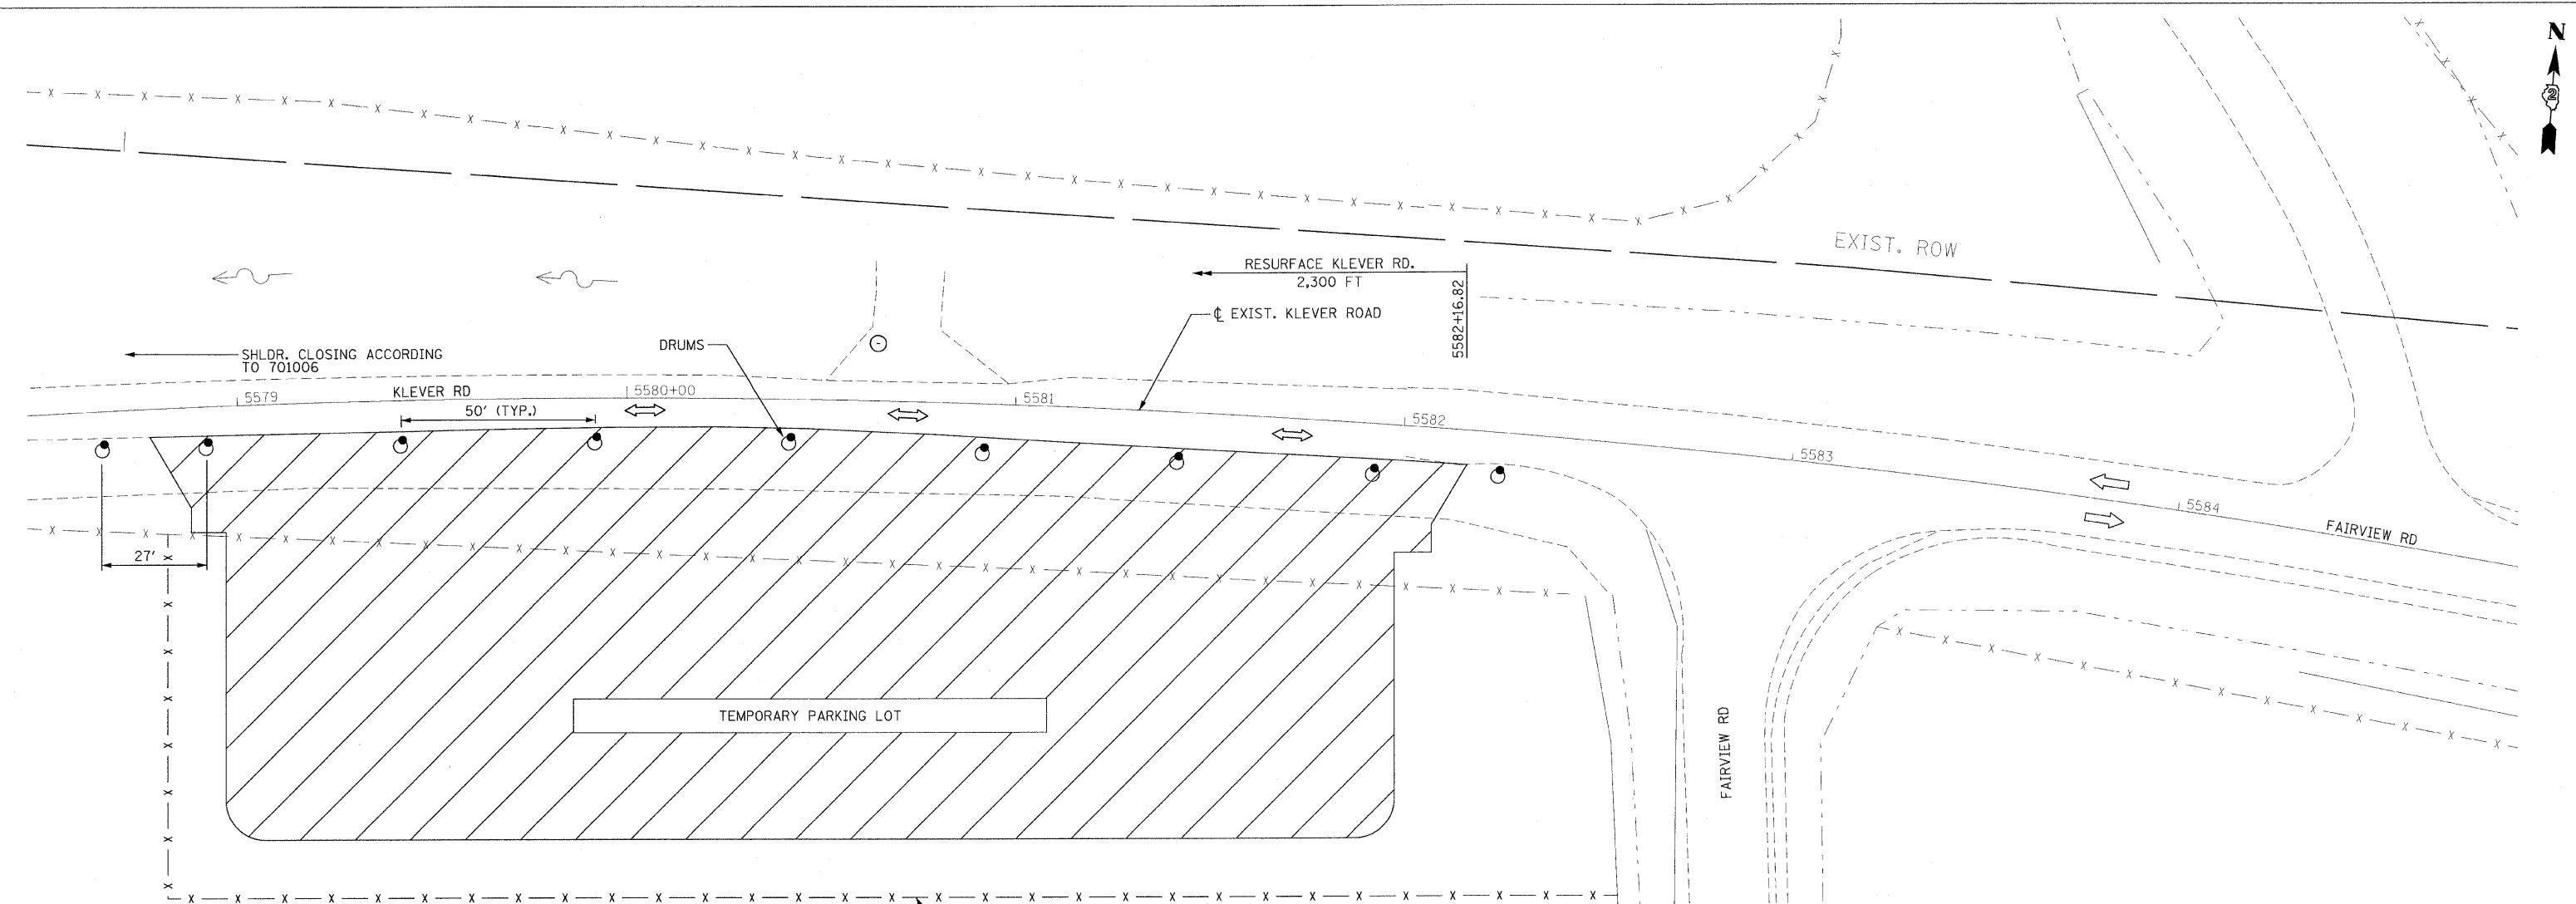 N
2
EXIST. ROW
RESURFACE KLEVER RD.
2,300 FT
5582+16.82
℄ EXIST. KLEVER ROAD
DRUMS
SHLDR. CLOSING ACCORDING
TO 701006
KLEVER RD
5579
5580+00
5581
5582
5583
5584
50' (TYP.)
27'
FAIRVIEW RD
TEMPORARY PARKING LOT
FAIRVIEW RD